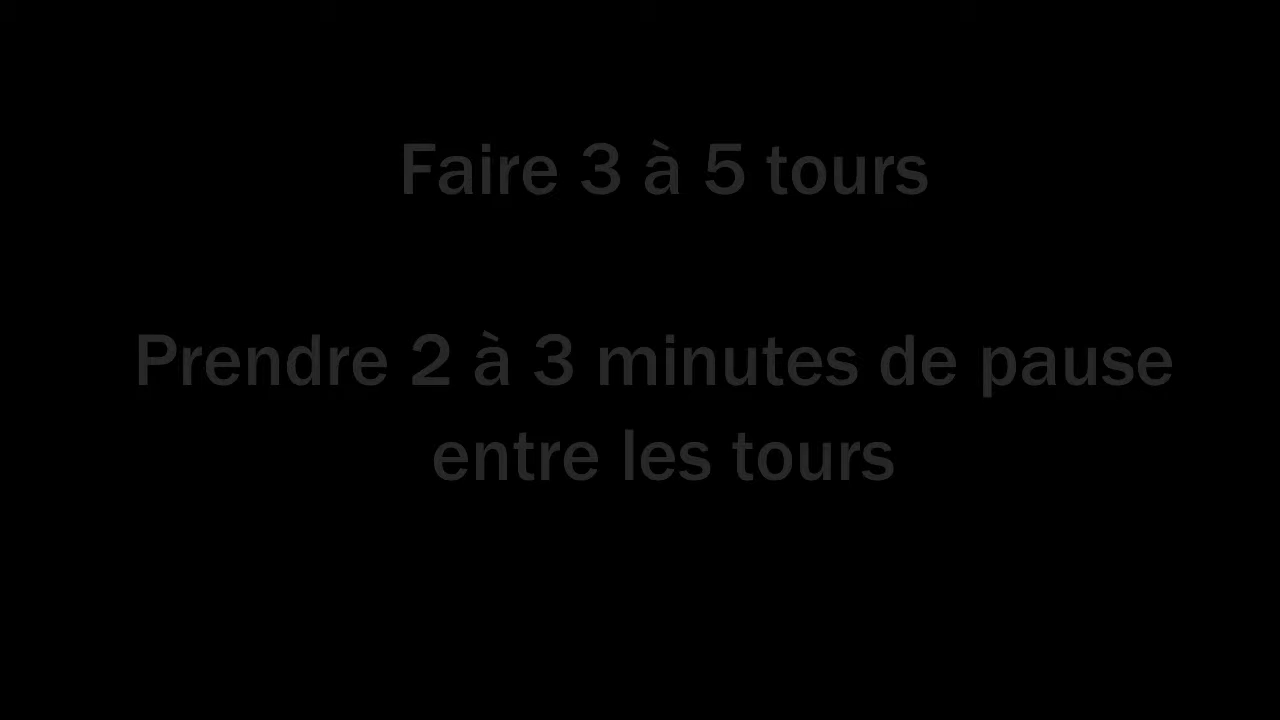 Faire 3 à 5 tours
Prendre 2 à 3 minutes de pause
entre les tours